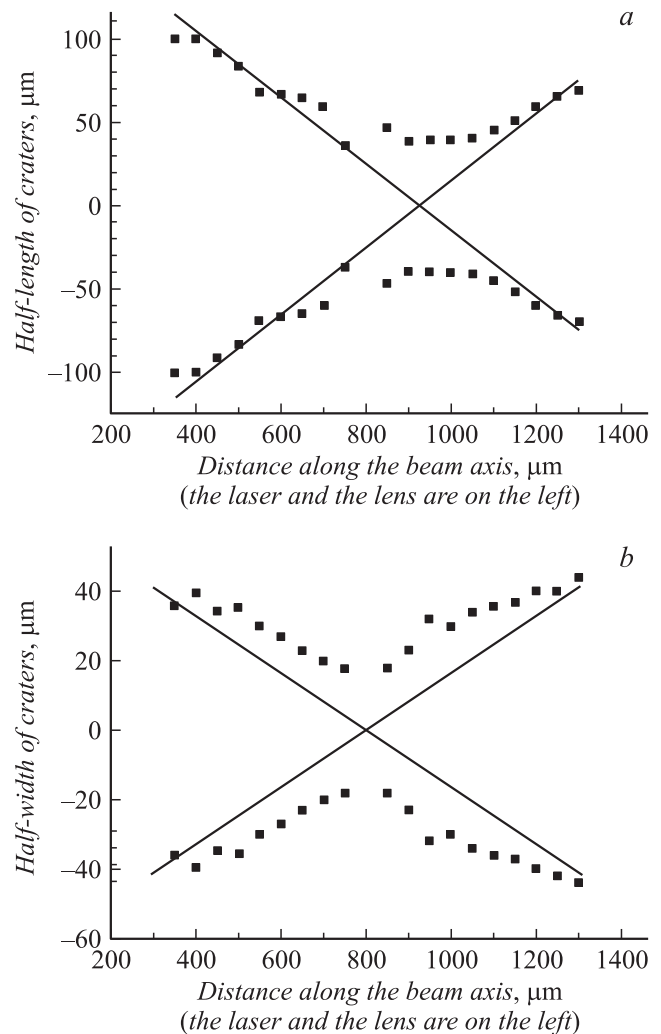 a
100
50
0
–50
–100
Half-length of craters, μm
200 400 600 800 1000 1200 1400
Distance along the beam axis, μm
(the laser and the lens are on the left)
b
40
20
0
–20
–40
–60
Half-width of craters, μm
200 400 600 800 1000 1200 1400
Distance along the beam axis, μm
(the laser and the lens are on the left)